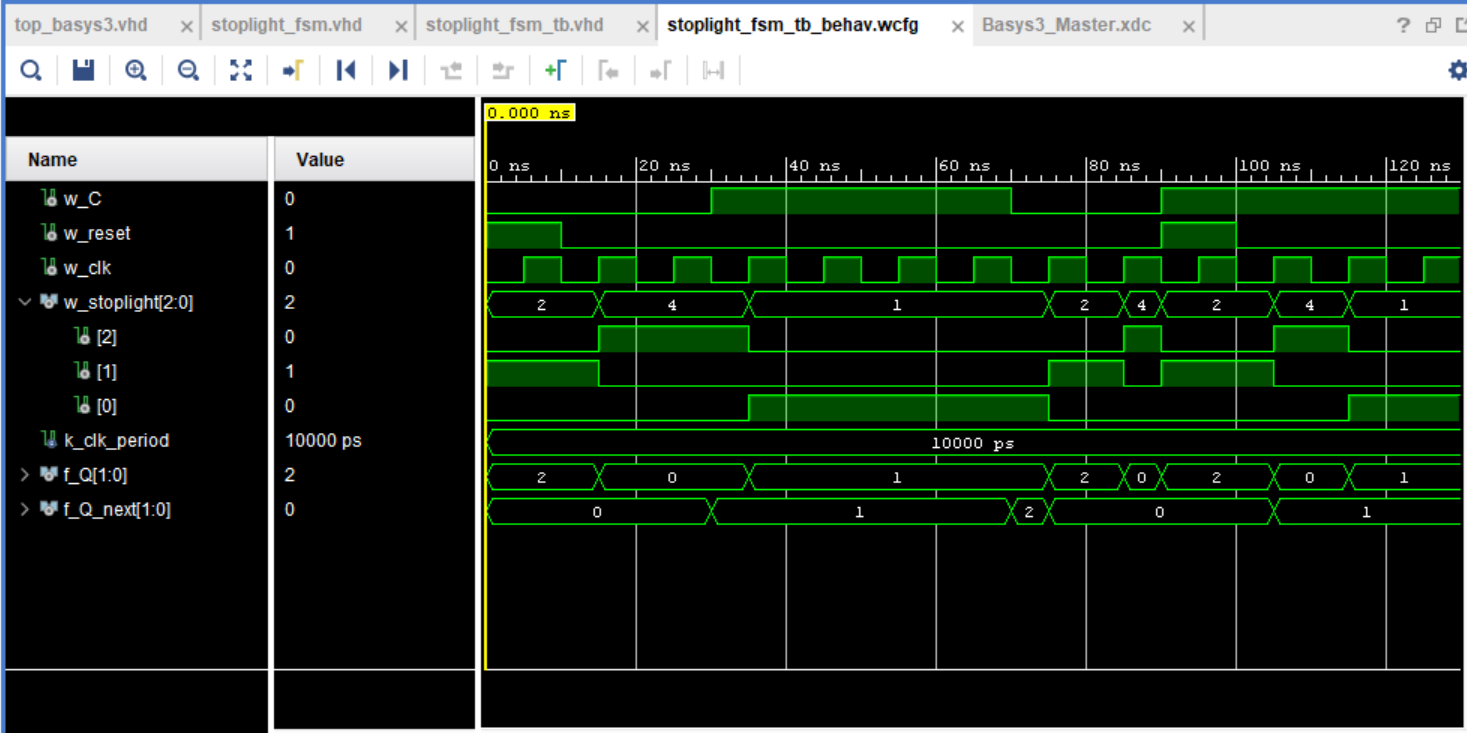 top_basys3.vhd × stoplight_fsm.vhd × stoplight_fsm_tb.vhd × stoplight_fsm_tb_behav.wcfg × Basys3_Master.xdc × ?
0.000 ns
Name Value 0 ns 20 ns 40 ns 60 ns 80 ns 100 ns 120 ns
w_C 0
w_reset 1
w_clk 0
w_stoplight[2:0] 2 2 4 1 2 4 2 4 1
[2] 0
[1] 1
[0] 0
k_clk_period 10000 ps 10000 ps
f_Q[1:0] 2 2 0 1 2 0 2 0 1
f_Q_next[1:0] 0 0 1 2 0 1